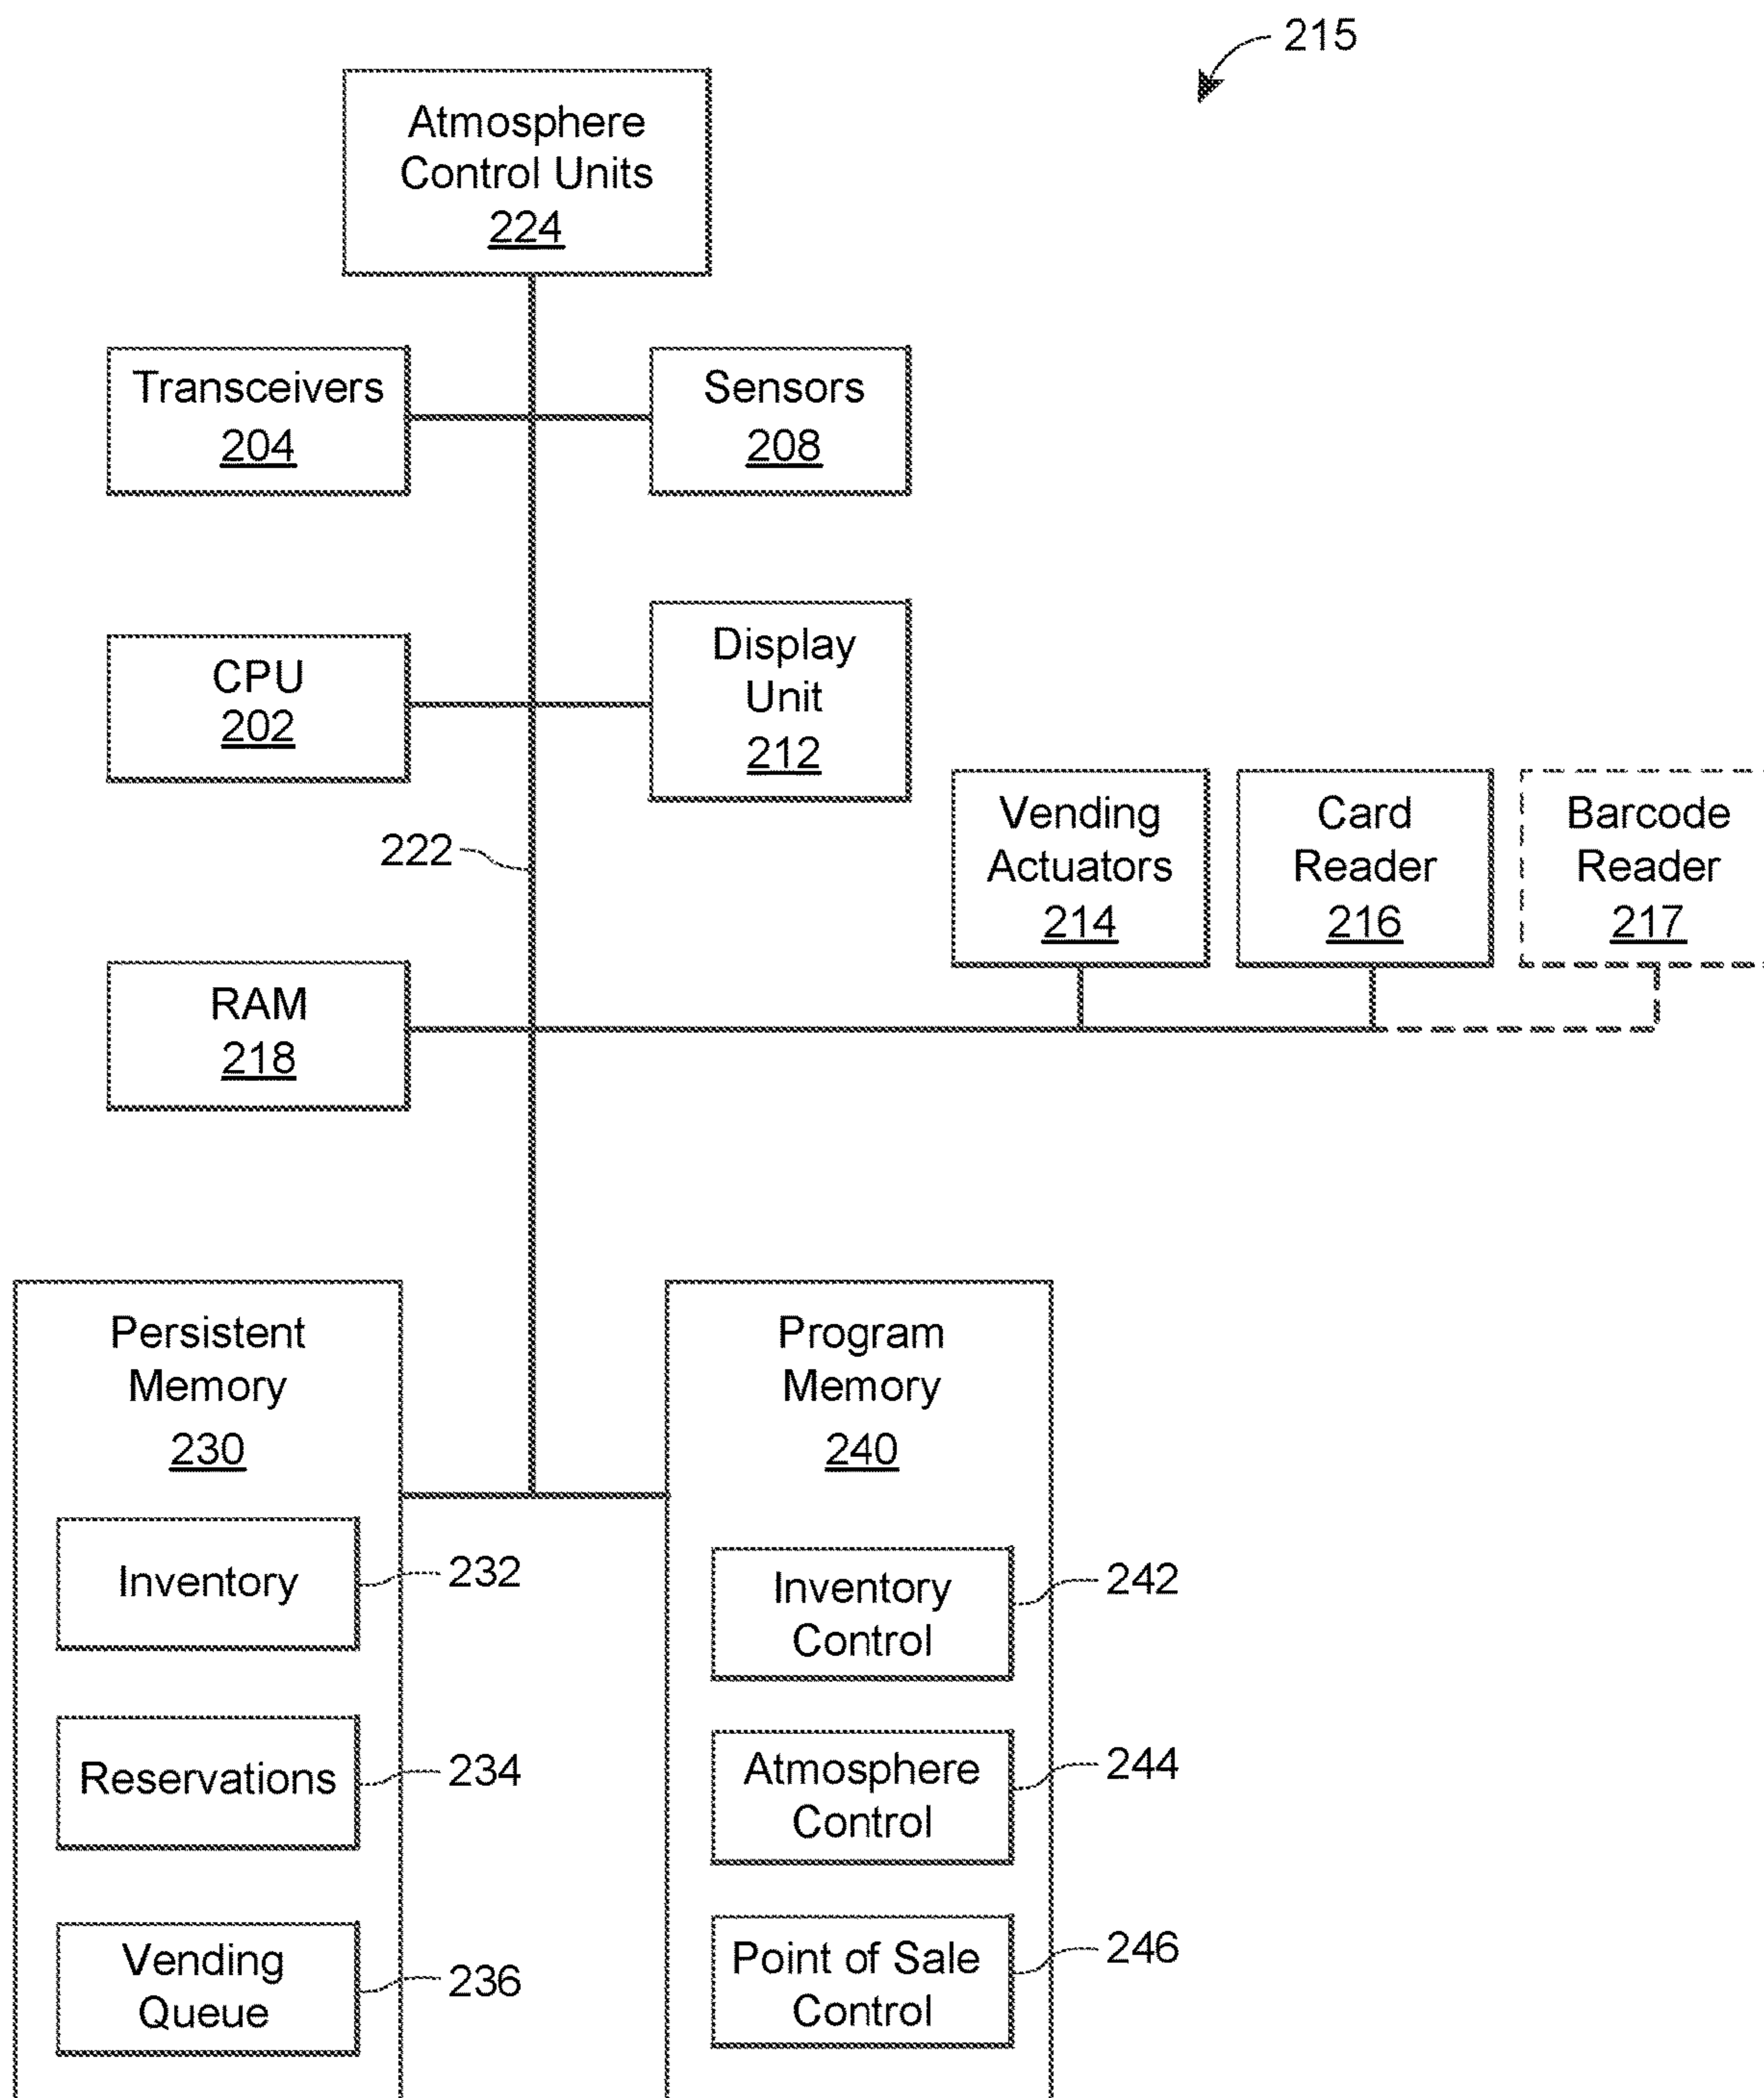 215
Atmosphere
Control Units
224
Transceivers
204
Sensors
208
CPU
202
Display
Unit
212
222
Vending
Actuators
214
Card
Reader
216
Barcode
Reader
217
RAM
218
Persistent
Memory
230
Inventory
232
Reservations
234
Vending
Queue
236
Program
Memory
240
Inventory
Control
242
Atmosphere
Control
244
Point of Sale
Control
246